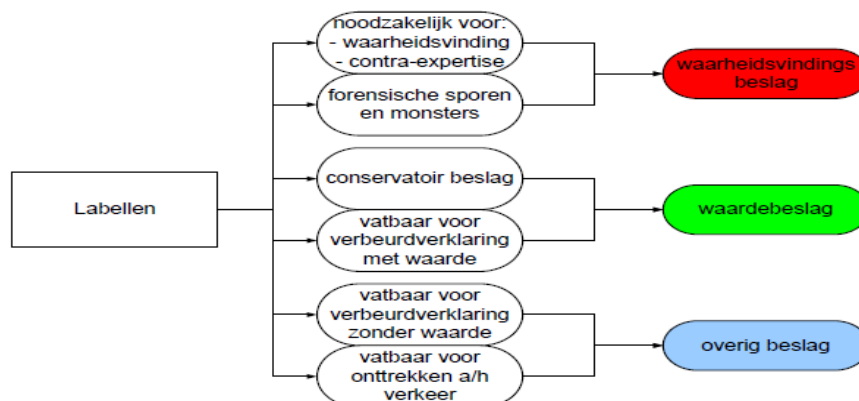 noodzakelijk voor:
- waarheidsvinding
- contra-expertise
forensische sporen
en monsters
waarheidsvindings
beslag
Labellen
conservatoir beslag
vatbaar voor
verbeurdverklaring
met waarde
waardebeslag
vatbaar voor
verbeurdverklaring
zonder waarde
vatbaar voor
onttrekken a/h
verkeer
overig beslag